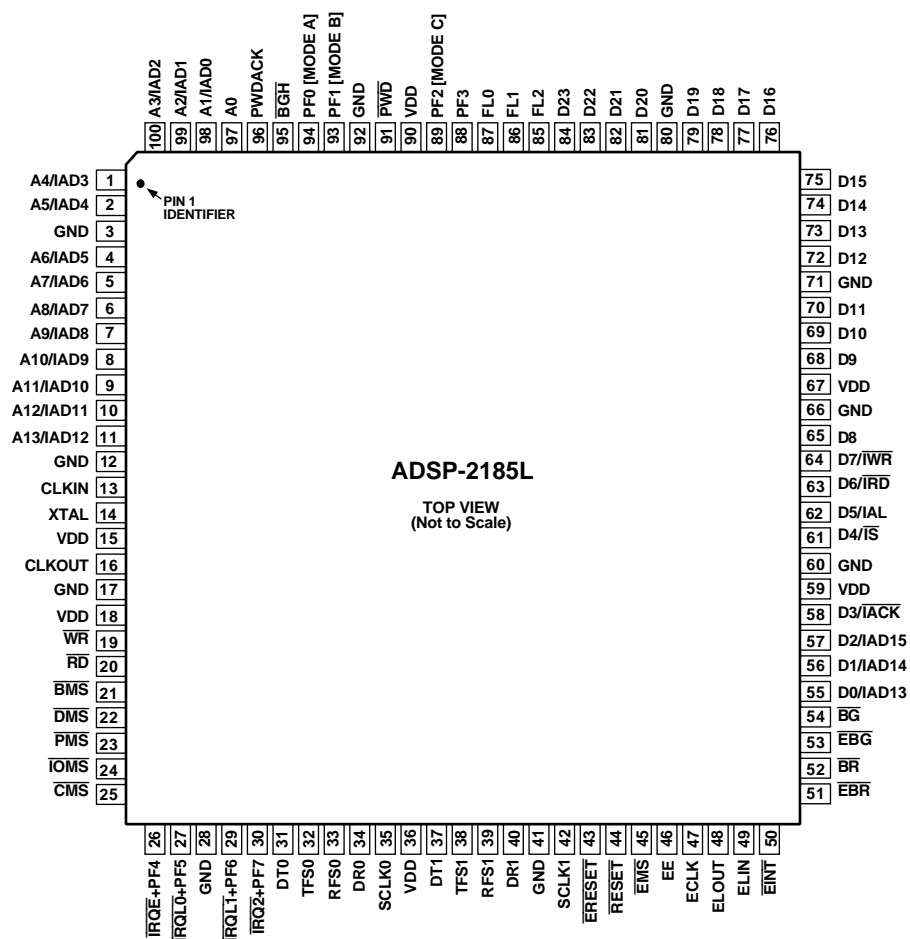 100 A3/IAD2
99 A2/IAD1
98 A1/IAD0
97 A0
96 PWDACK
95 BGH
94 PF0 [MODE A]
93 PF1 [MODE B]
92 GND
91 PWD
90 VDD
89 PF2 [MODE C]
88 PF3
87 FL0
86 FL1
85 FL2
84 D23
83 D22
82 D21
81 D20
80 GND
79 D19
78 D18
77 D17
76 D16
A4/IAD3 1
A5/IAD4 2
GND 3
A6/IAD5 4
A7/IAD6 5
A8/IAD7 6
A9/IAD8 7
A10/IAD9 8
A11/IAD10 9
A12/IAD11 10
A13/IAD12 11
GND 12
CLKIN 13
XTAL 14
VDD 15
CLKOUT 16
GND 17
VDD 18
WR 19
RD 20
BMS 21
DMS 22
PMS 23
IOMS 24
CMS 25
PIN 1
IDENTIFIER
ADSP-2185L
TOP VIEW
(Not to Scale)
75 D15
74 D14
73 D13
72 D12
71 GND
70 D11
69 D10
68 D9
67 VDD
66 GND
65 D8
64 D7/IWR
63 D6/IRD
62 D5/IAL
61 D4/IS
60 GND
59 VDD
58 D3/IACK
57 D2/IAD15
56 D1/IAD14
55 D0/IAD13
54 BG
53 EBG
52 BR
51 EBR
IRQE+PF4 26
IRQL0+PF5 27
GND 28
IRQL1+PF6 29
IRQ2+PF7 30
DT0 31
TFS0 32
RFS0 33
DR0 34
SCLK0 35
VDD 36
DT1 37
TFS1 38
RFS1 39
DR1 40
GND 41
SCLK1 42
ERESET 43
RESET 44
EMS 45
EE 46
ECLK 47
ELOUT 48
ELIN 49
EINT 50